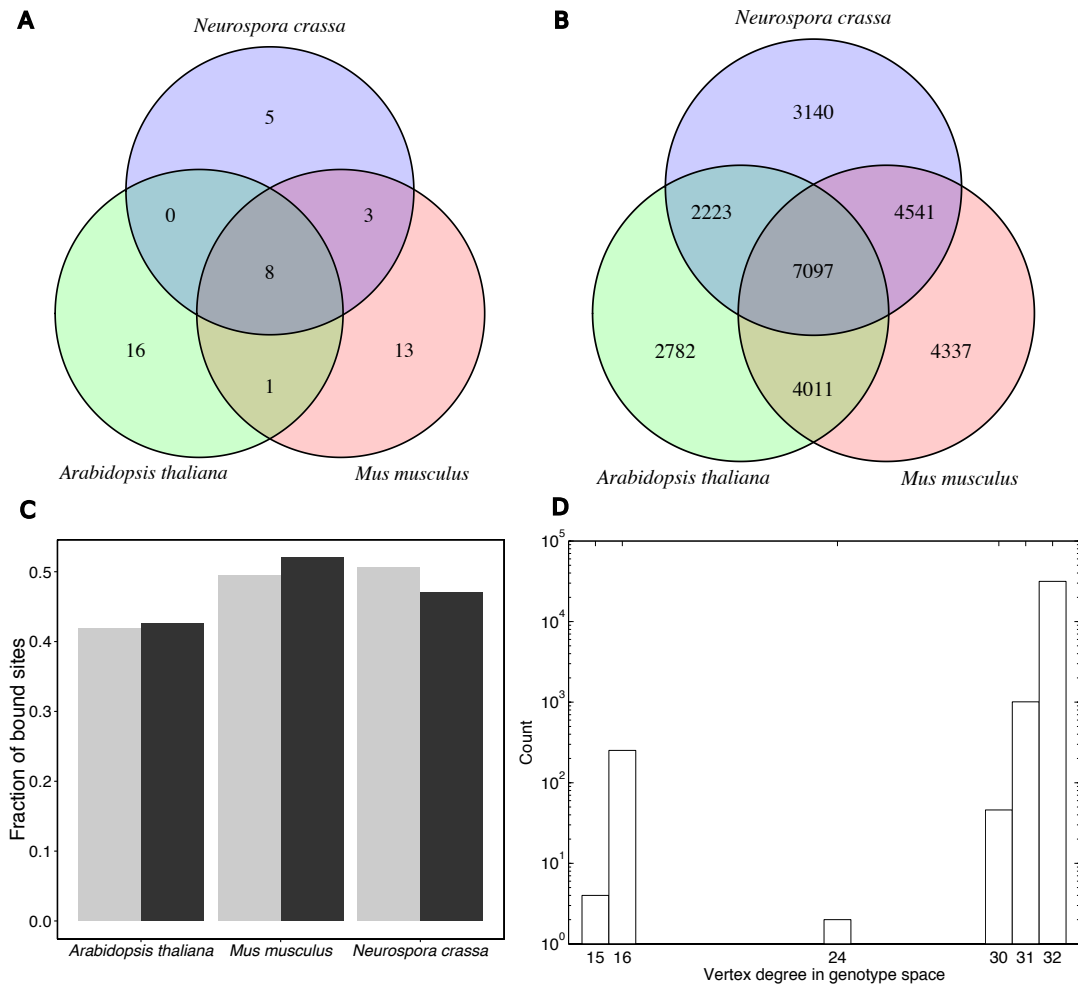 A
Neurospora crassa
5
0
3
8
16
13
1
Arabidopsis thaliana
Mus musculus
B
Neurospora crassa
3140
2223
4541
7097
2782
4337
4011
Arabidopsis thaliana
Mus musculus
C
Fraction of bound sites
0.5
0.4
0.3
0.2
0.1
0.0
Arabidopsis thaliana
Mus musculus
Neurospora crassa
D
Count
10^5
10^4
10^3
10^2
10^1
10^0
15 16 24 30 31 32
Vertex degree in genotype space